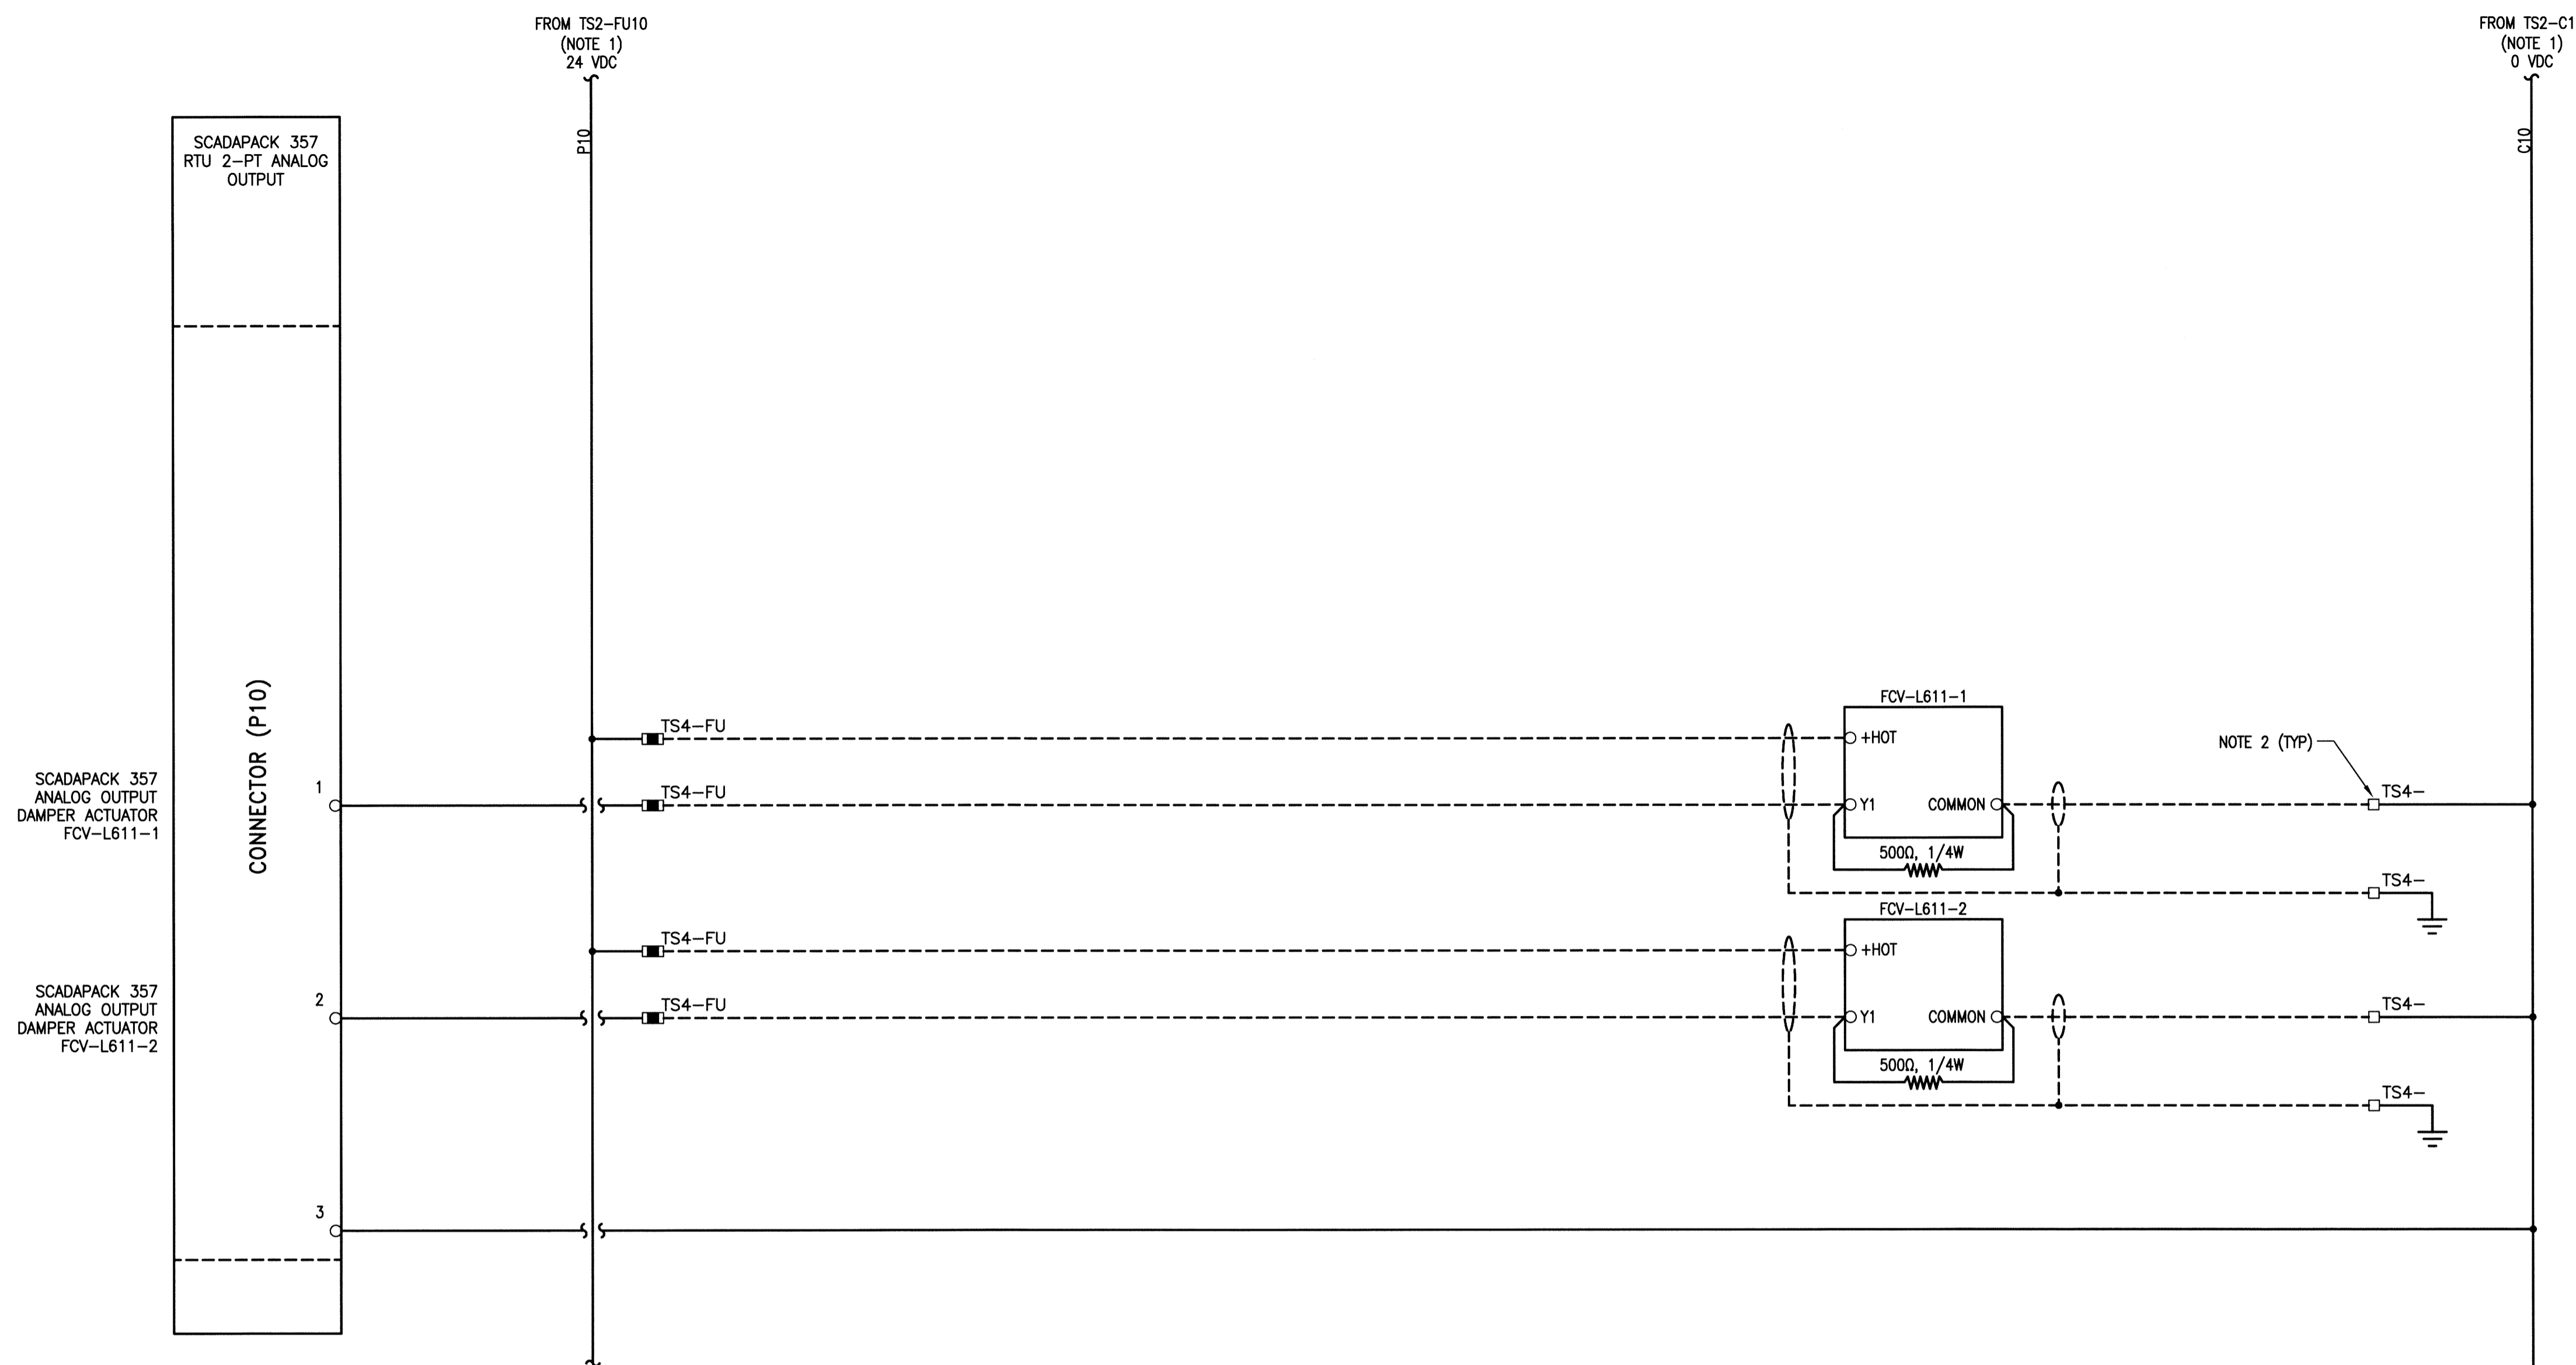 FROM TS2-FU10
(NOTE 1)
24 VDC
FROM TS2-C1
(NOTE 1)
0 VDC
P10
C10
SCADAPACK 357
RTU 2-PT ANALOG
OUTPUT
CONNECTOR (P10)
SCADAPACK 357
ANALOG OUTPUT
DAMPER ACTUATOR
FCV-L611-1
1
TS4-FU
TS4-FU
FCV-L611-1
+HOT
Y1
COMMON
500Ω, 1/4W
NOTE 2 (TYP)
TS4-
TS4-
SCADAPACK 357
ANALOG OUTPUT
DAMPER ACTUATOR
FCV-L611-2
2
TS4-FU
TS4-FU
FCV-L611-2
+HOT
Y1
COMMON
500Ω, 1/4W
TS4-
TS4-
3